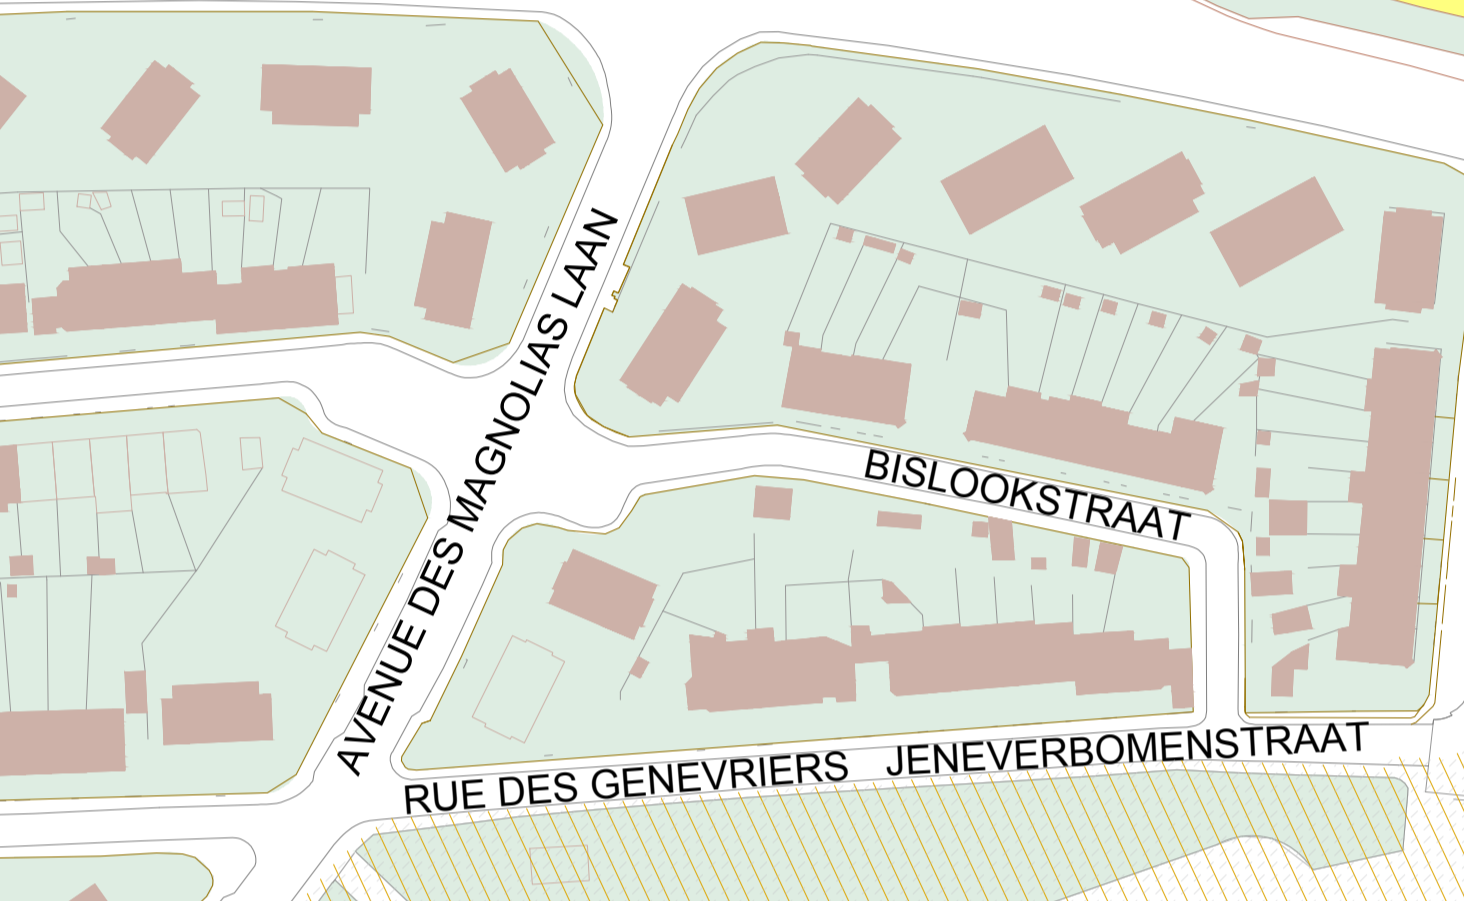 AVENUE DES MAGNOLIAS LAAN
BISLOOKSTRAAT
RUE DES GENEVRIERS JENEVERBOMENSTRAAT